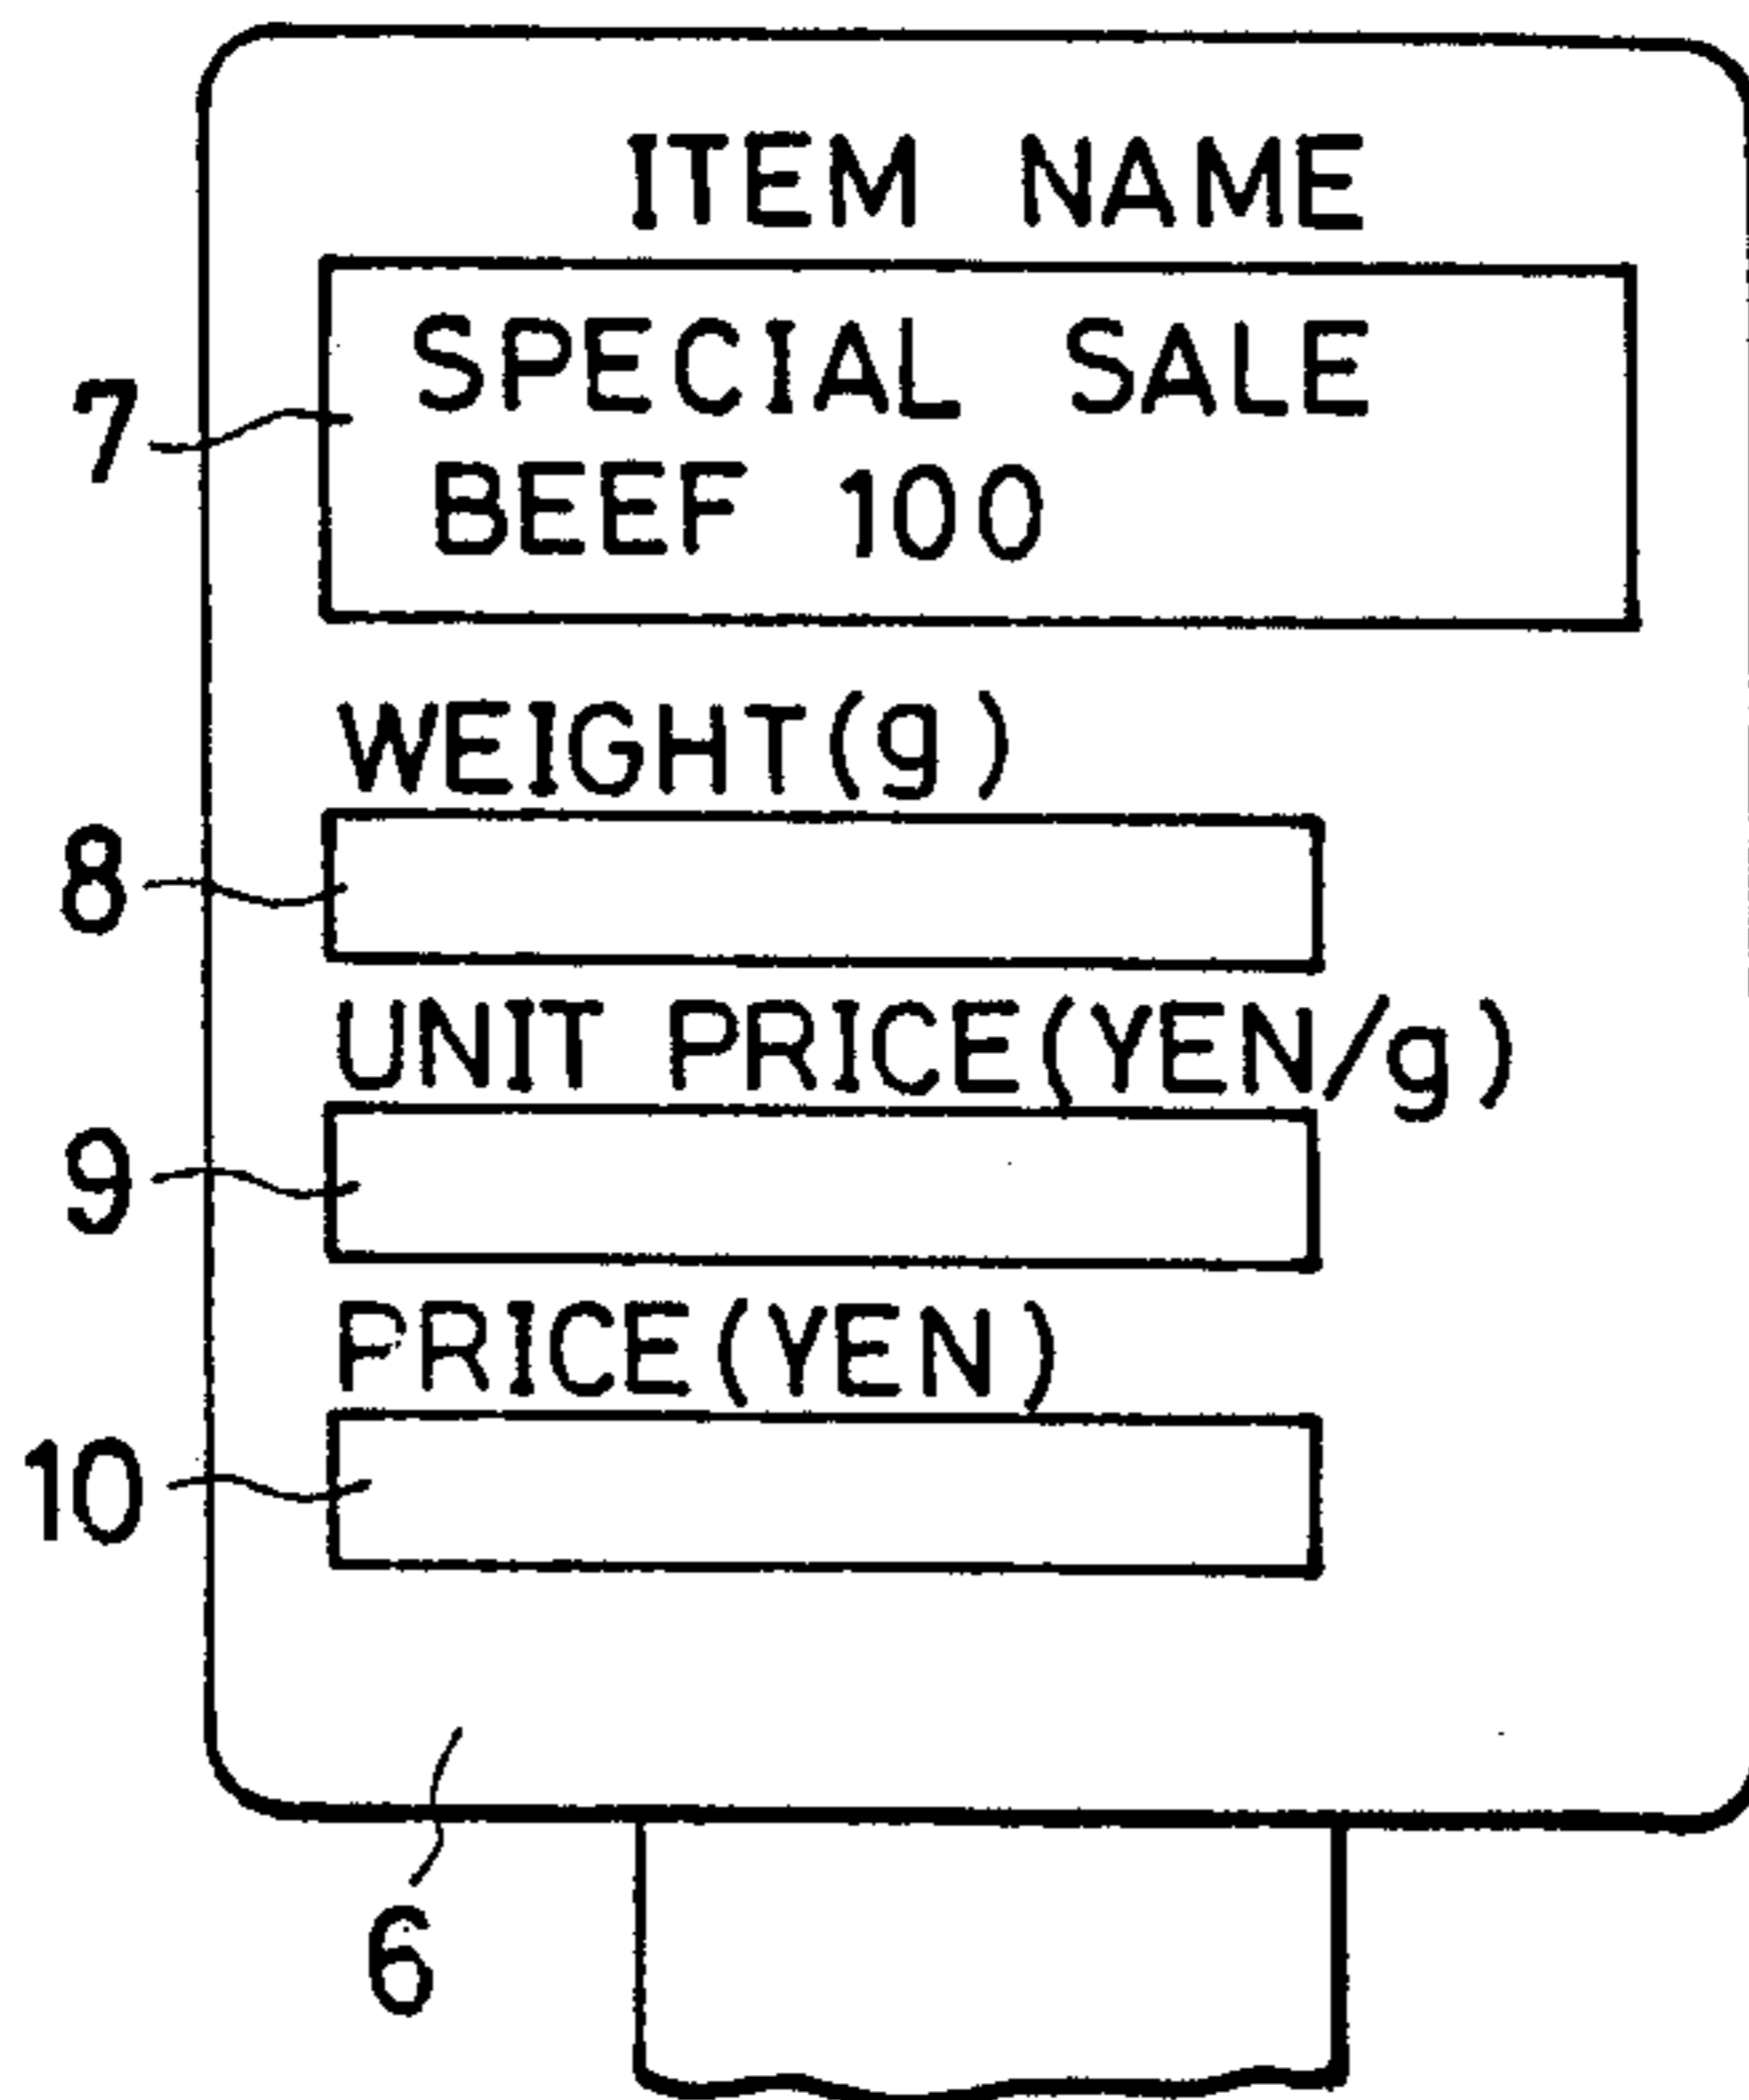 ITEM NAME
SPECIAL SALE
7
BEEF 100
WEIGHT(g)
8
UNIT PRICE(YEN/g)
9
PRICE(YEN)
10
6